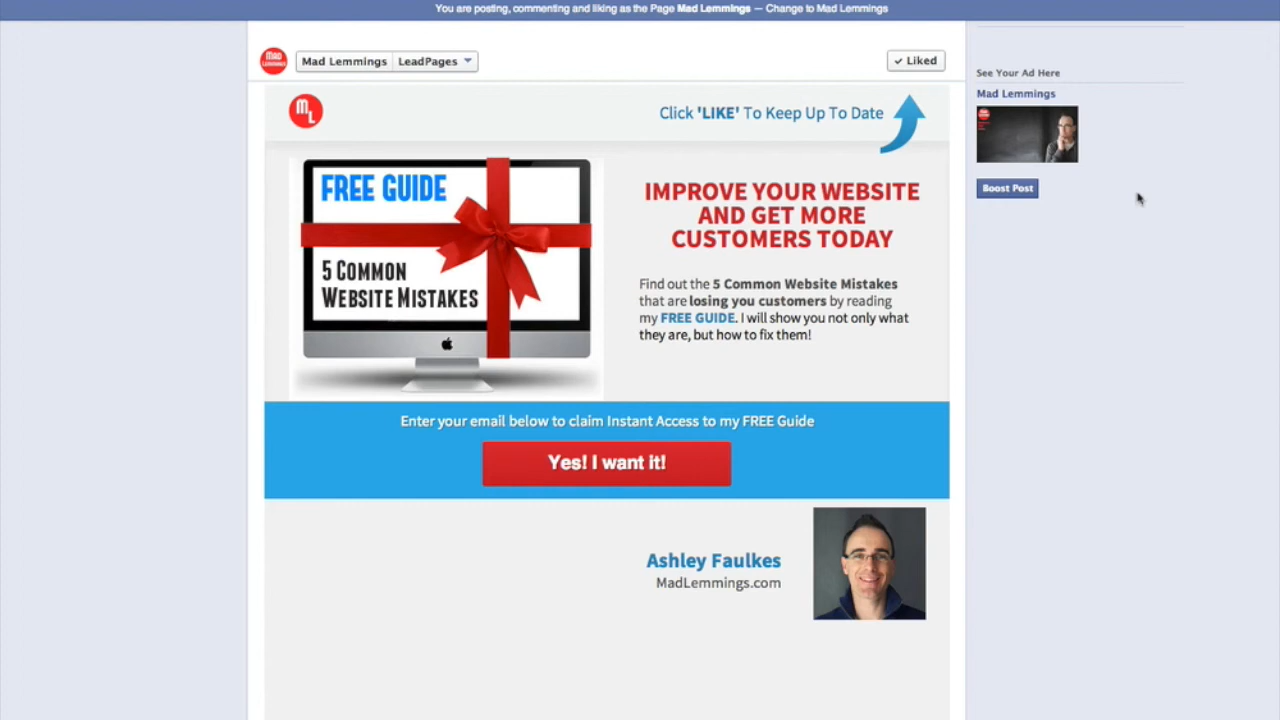 You are posting, commenting and liking as the Page Mad Lemmings — Change to Mad Lemmings
MAD
LEMMINGS
Mad Lemmings
LeadPages
✓ Liked
See Your Ad Here
Mad Lemmings
Boost Post
ML
Click 'LIKE' To Keep Up To Date
FREE GUIDE
5 COMMON
WEBSITE MISTAKES
IMPROVE YOUR WEBSITE
AND GET MORE
CUSTOMERS TODAY
Find out the 5 Common Website Mistakes
that are losing you customers by reading
my FREE GUIDE. I will show you not only what
they are, but how to fix them!
Enter your email below to claim Instant Access to my FREE Guide
Yes! I want it!
Ashley Faulkes
MadLemmings.com